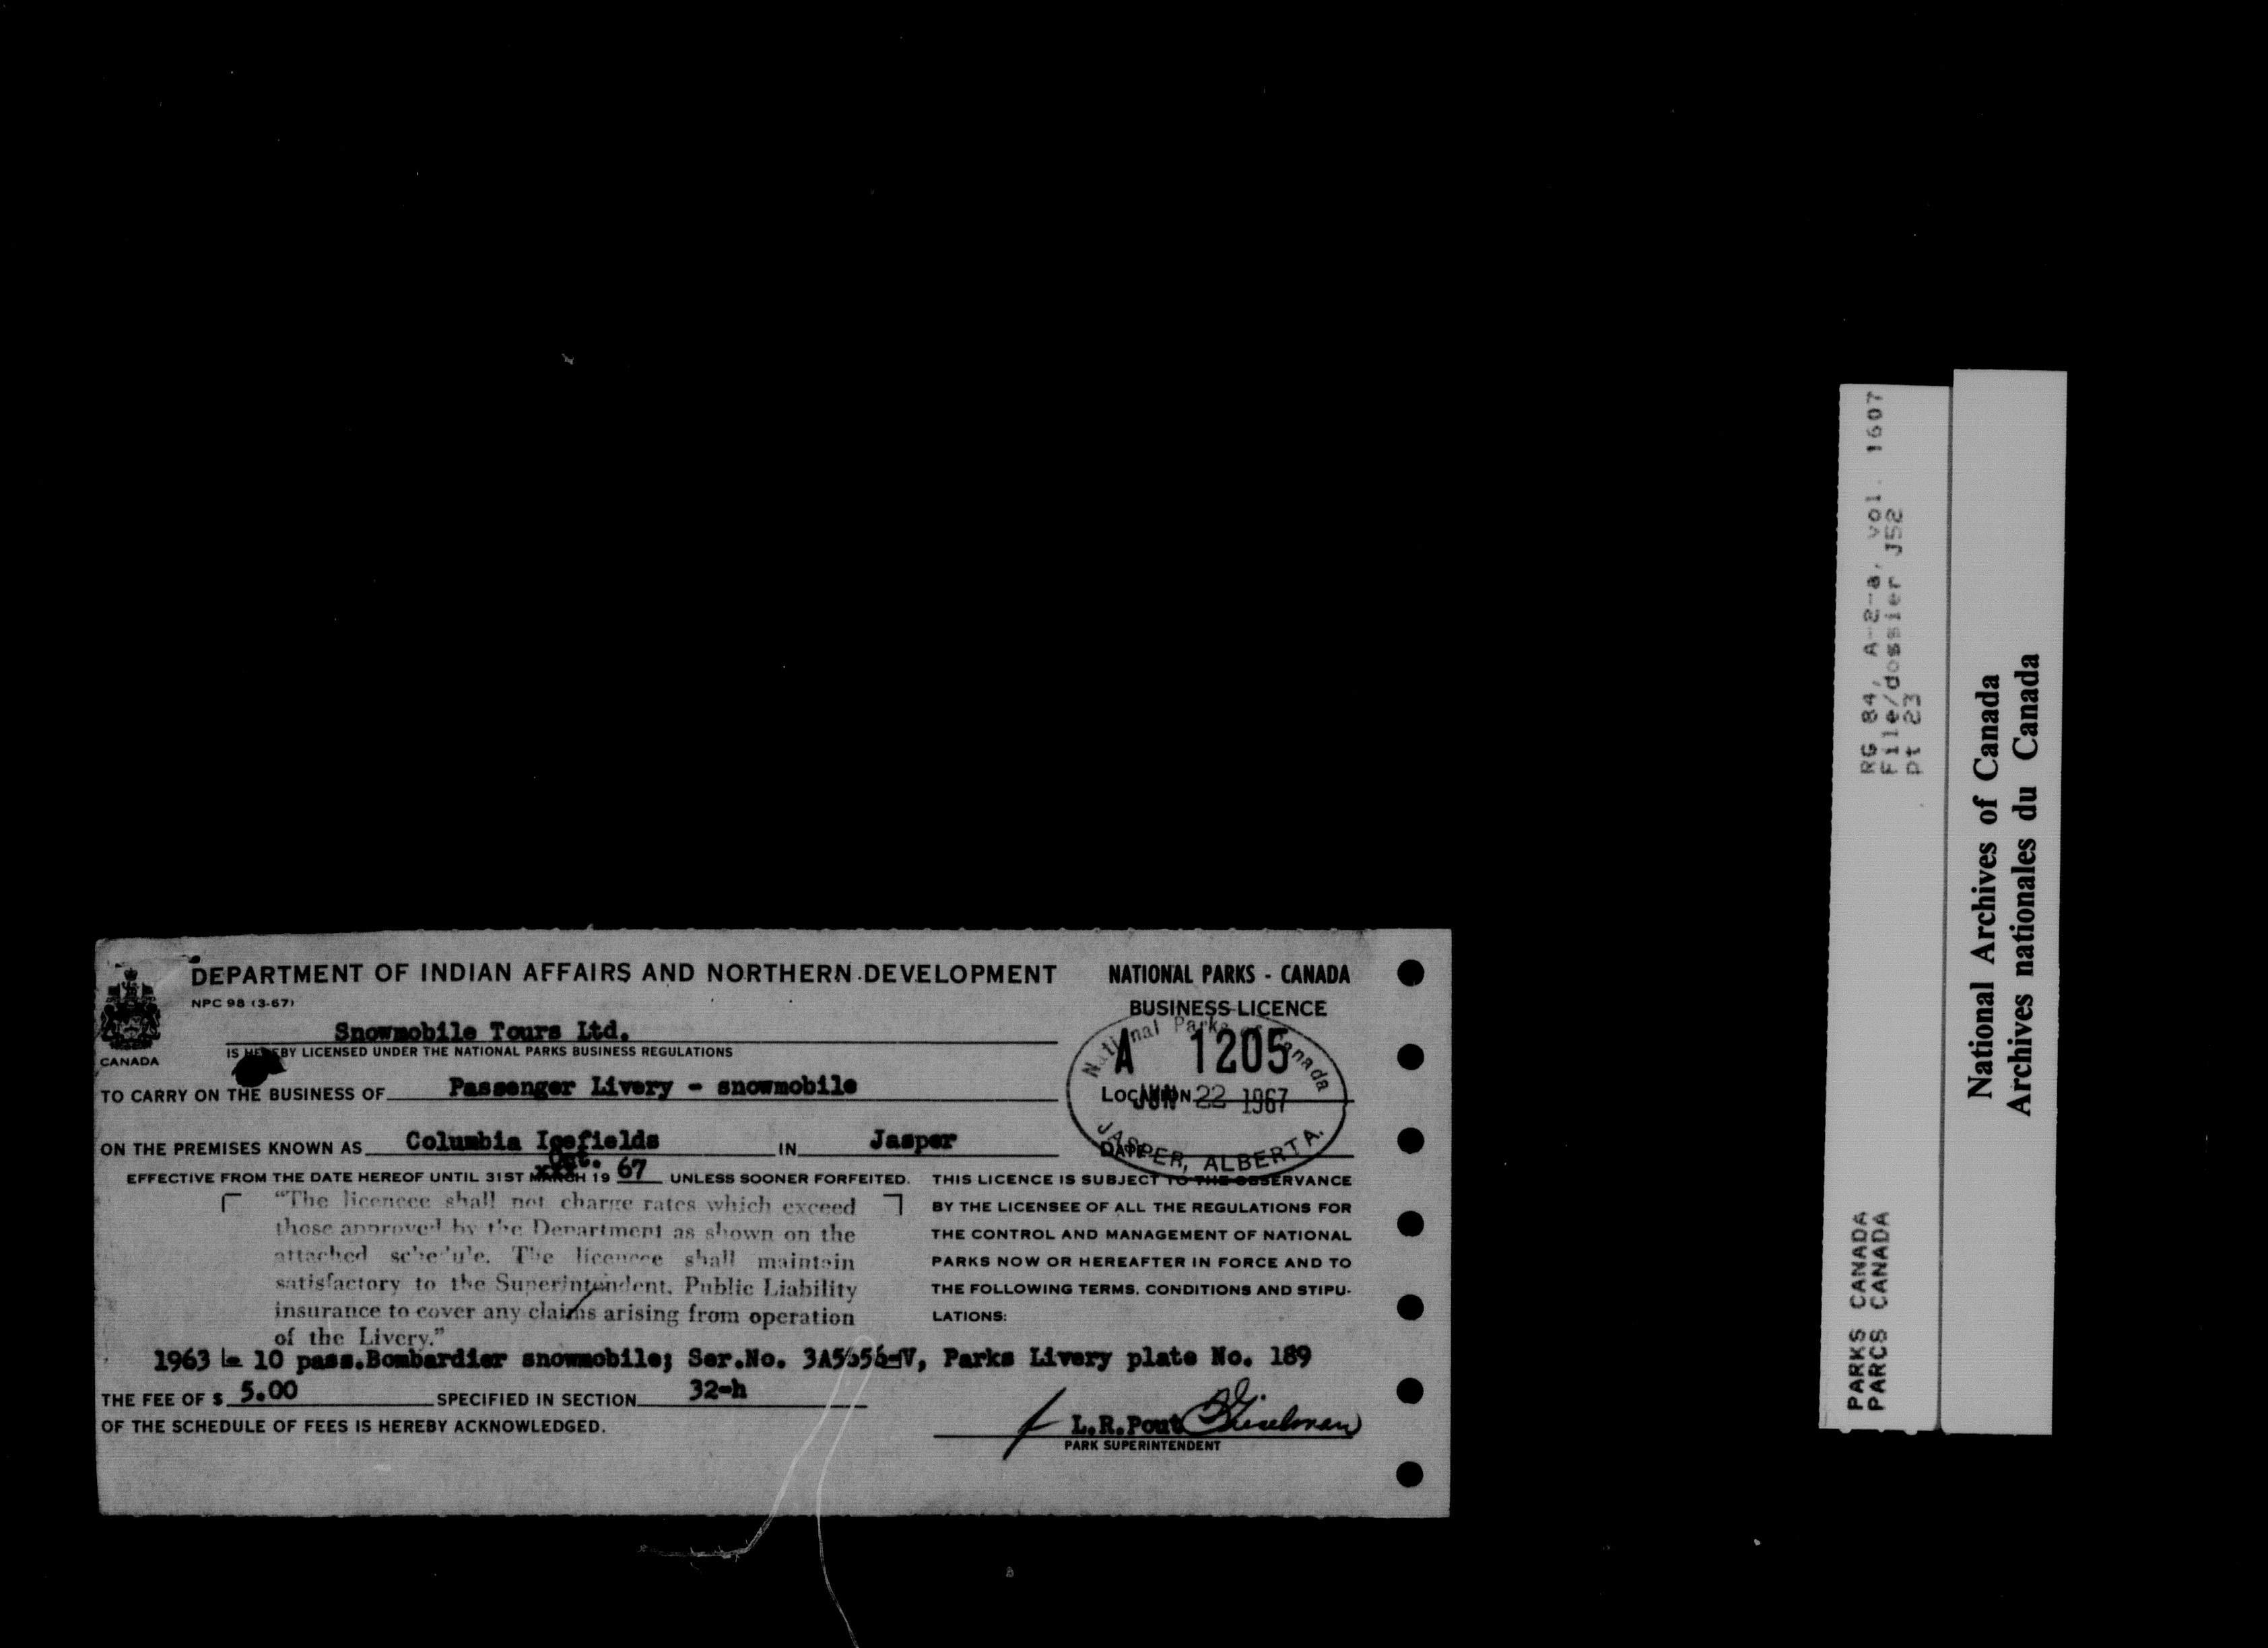 DEPARTMENT OF INDIAN AFFAIRS AND NORTHERN DEVELOPMENT
NPC 98 (3-67)
CANADA
Snowmobile Tours Ltd.
IS HEREBY LICENSED UNDER THE NATIONAL PARKS BUSINESS REGULATIONS
TO CARRY ON THE BUSINESS OF Passenger Livery - snowmobile
ON THE PREMISES KNOWN AS Columbia Icefields IN Jasper
Oct.
EFFECTIVE FROM THE DATE HEREOF UNTIL 31ST MARCH 19 67 UNLESS SOONER FORFEITED.
"The licencee shall not charge rates which exceed
those approved by the Department as shown on the
attached schedule. The licencee shall maintain
satisfactory to the Superintendent, Public Liability
insurance to cover any claims arising from operation
of the Livery."
NATIONAL PARKS - CANADA
BUSINESS LICENCE
National Parks of Canada
A 1205
LOCATION
JUN 22 1967
DATE
JASPER, ALBERTA.
THIS LICENCE IS SUBJECT TO THE OBSERVANCE
BY THE LICENSEE OF ALL THE REGULATIONS FOR
THE CONTROL AND MANAGEMENT OF NATIONAL
PARKS NOW OR HEREAFTER IN FORCE AND TO
THE FOLLOWING TERMS, CONDITIONS AND STIPU-
LATIONS:
1963 - 10 pass.Bombardier snowmobile; Ser.No. Parks Livery plate No. 189
THE FEE OF $ 5.00 SPECIFIED IN SECTION 32-h
OF THE SCHEDULE OF FEES IS HEREBY ACKNOWLEDGED.
L.R.Pout
PARK SUPERINTENDENT
RG 84, A-2-a, vol. 1607
File/dossier J52
pt 23
PARKS CANADA
PARCS CANADA
National Archives of Canada
Archives nationales du Canada